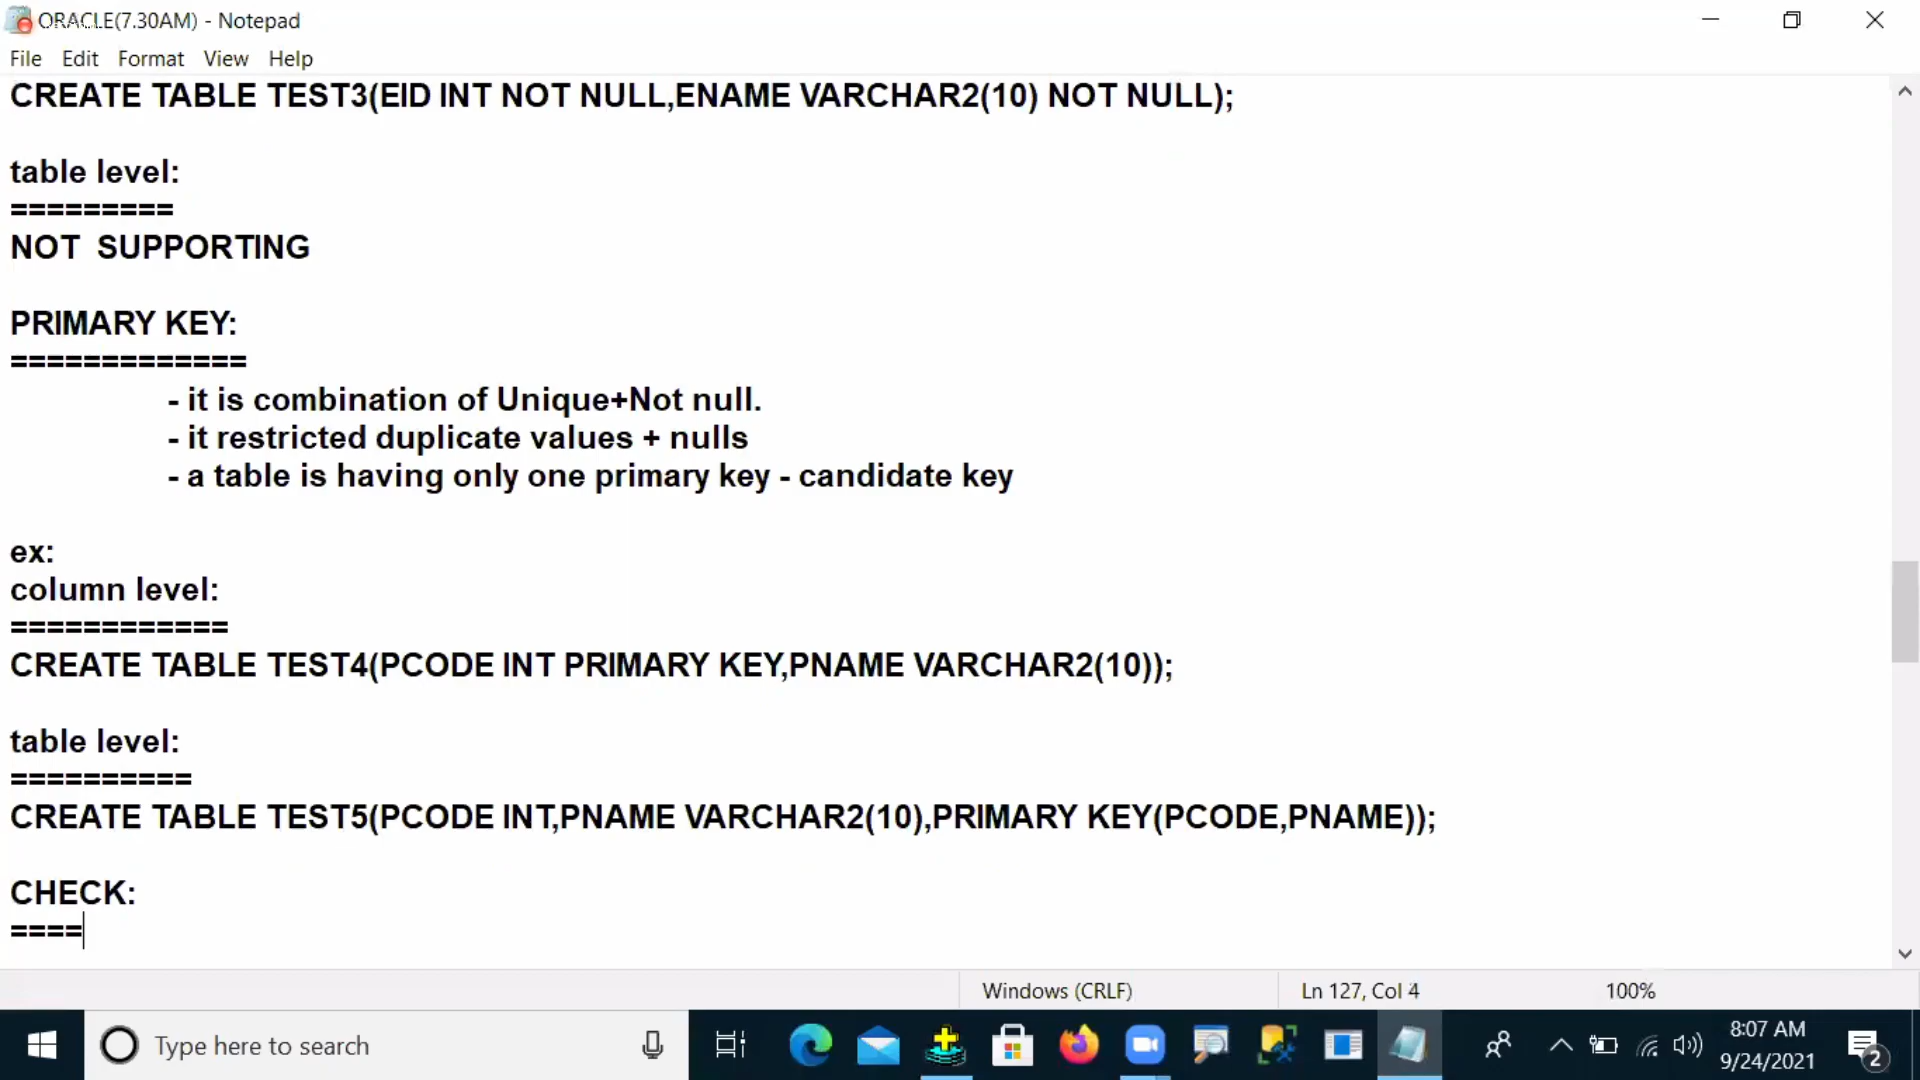 ORACLE(7.30AM) - Notepad
File Edit Format View Help
CREATE TABLE TEST3(EID INT NOT NULL,ENAME VARCHAR2(10) NOT NULL);
table level:
=========
NOT  SUPPORTING
PRIMARY KEY:
=============
- it is combination of Unique+Not null.
- it restricted duplicate values + nulls
- a table is having only one primary key - candidate key
ex:
column level:
============
CREATE TABLE TEST4(PCODE INT PRIMARY KEY,PNAME VARCHAR2(10));
table level:
==========
CREATE TABLE TEST5(PCODE INT,PNAME VARCHAR2(10),PRIMARY KEY(PCODE,PNAME));
CHECK:
====
Windows (CRLF) Ln 127, Col 4 100%
Type here to search
8:07 AM
9/24/2021
2